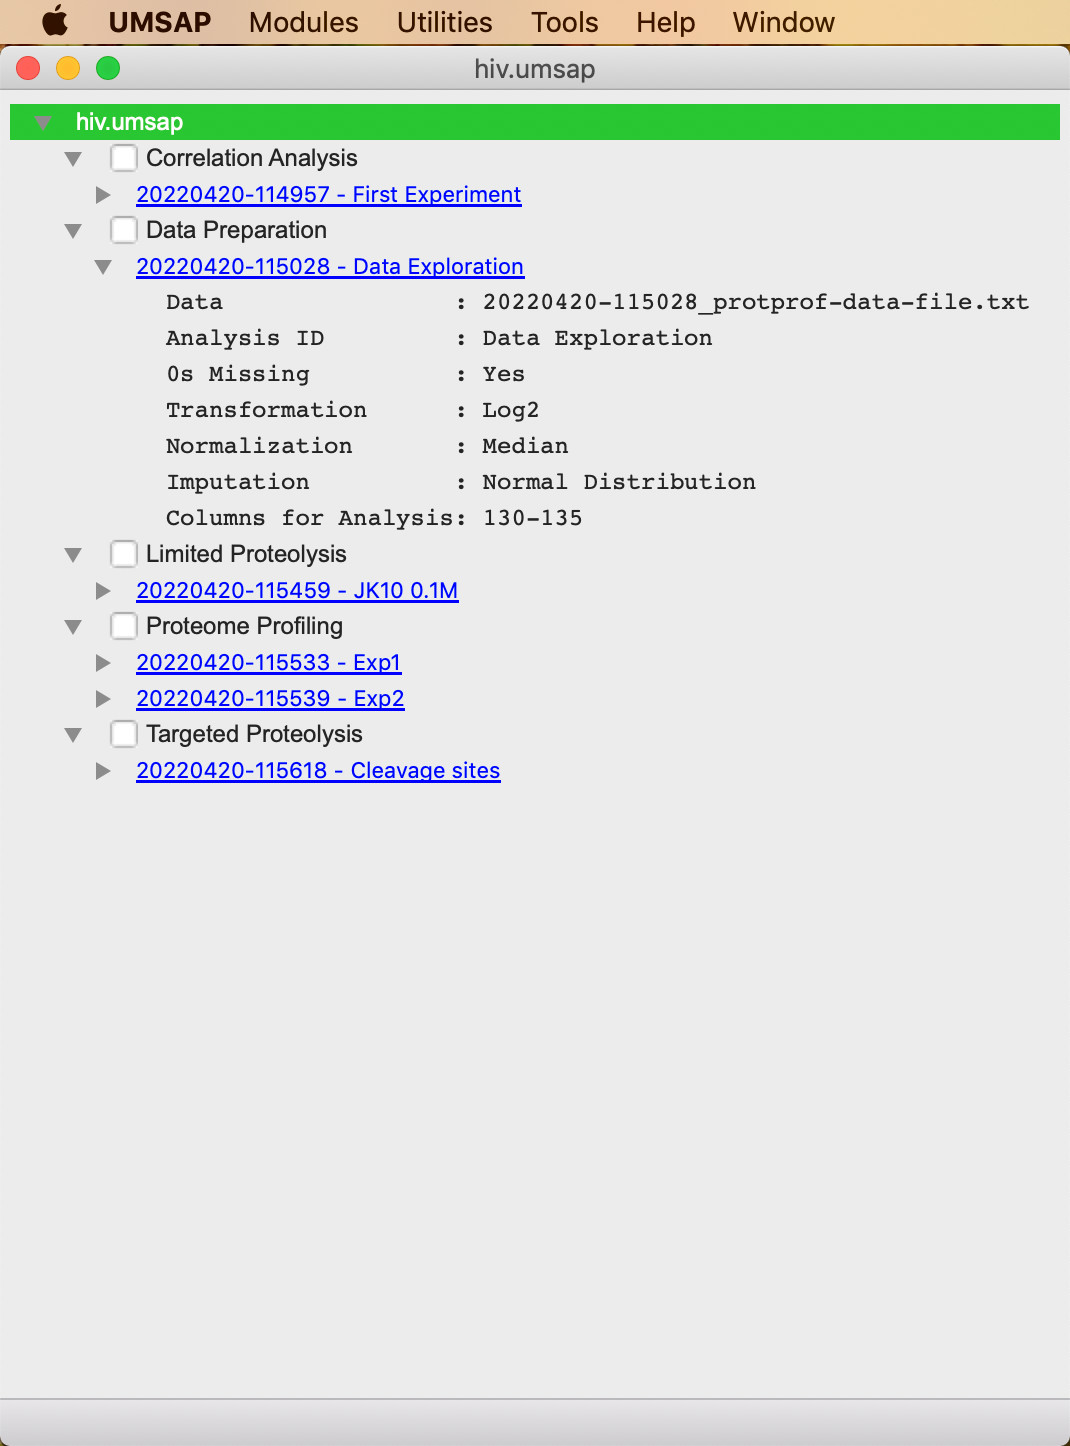 UMSAP Modules Utilities Tools Help Window
hiv.umsap
hiv.umsap
Correlation Analysis
20220420-114957 - First Experiment
Data Preparation
20220420-115028 - Data Exploration
Data : 20220420-115028_protprof-data-file.txt
Analysis ID : Data Exploration
0s Missing : Yes
Transformation : Log2
Normalization : Median
Imputation : Normal Distribution
Columns for Analysis: 130-135
Limited Proteolysis
20220420-115459 - JK10 0.1M
Proteome Profiling
20220420-115533 - Exp1
20220420-115539 - Exp2
Targeted Proteolysis
20220420-115618 - Cleavage sites